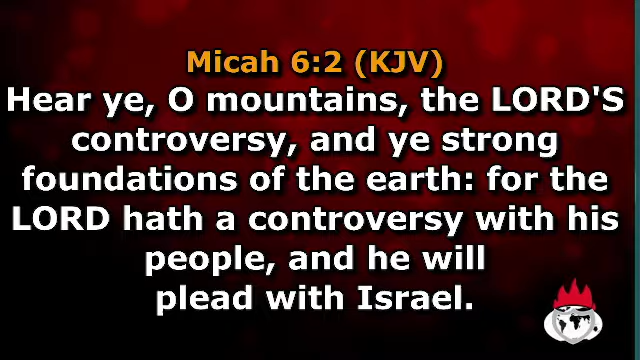 Micah 6:2 (KJV)
Hear ye, O mountains, the LORD'S
controversy, and ye strong
foundations of the earth: for the
LORD hath a controversy with his
people, and he will
plead with Israel.